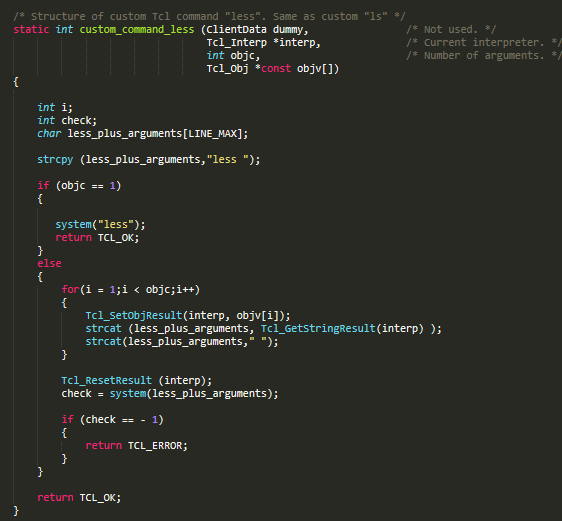 /* Structure of custom Tcl command "less". Same as custom "ls" */
static int custom_command_less (ClientData dummy, /* Not used. */
Tcl_Interp *interp, /* Current interpreter. */
int objc, /* Number of arguments. */
Tcl_Obj *const objv[])
{
int i;
int check;
char less_plus_arguments[LINE_MAX];
strcpy (less_plus_arguments,"less ");
if (objc == 1)
{
system("less");
return TCL_OK;
}
else
{
for(i = 1;i < objc;i++)
{
Tcl_SetObjResult(interp, objv[i]);
strcat (less_plus_arguments, Tcl_GetStringResult(interp) );
strcat(less_plus_arguments," ");
}
Tcl_ResetResult (interp);
check = system(less_plus_arguments);
if (check == - 1)
{
return TCL_ERROR;
}
}
return TCL_OK;
}